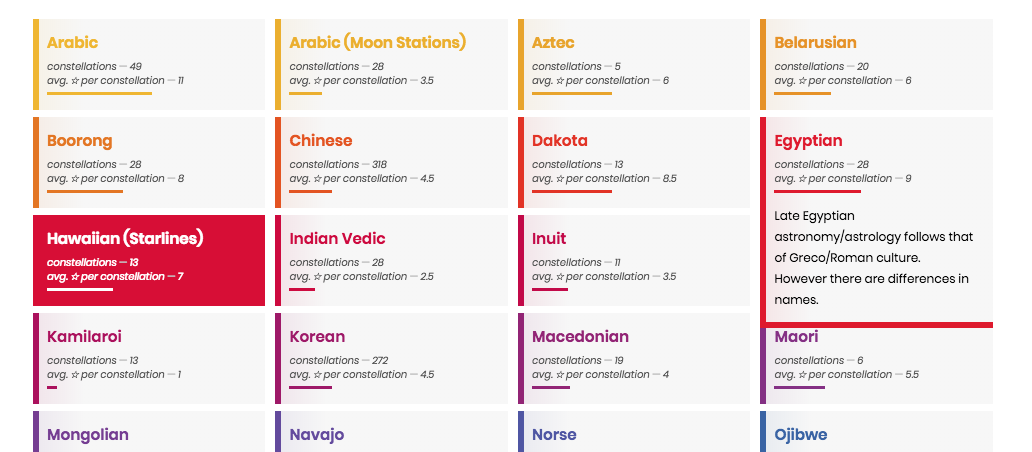 Arabic
constellations — 49
avg. ☆ per constellation — 11
Arabic (Moon Stations)
constellations — 28
avg. ☆ per constellation — 3.5
Aztec
constellations — 5
avg. ☆ per constellation — 6
Belarusian
constellations — 20
avg. ☆ per constellation — 6
Boorong
constellations — 28
avg. ☆ per constellation — 8
Chinese
constellations — 318
avg. ☆ per constellation — 4.5
Dakota
constellations — 13
avg. ☆ per constellation — 8.5
Egyptian
constellations — 28
avg. ☆ per constellation — 9
Late Egyptian
astronomy/astrology follows that
of Greco/Roman culture.
However there are differences in
names.
Hawaiian (Starlines)
constellations — 13
avg. ☆ per constellation — 7
Indian Vedic
constellations — 28
avg. ☆ per constellation — 2.5
Inuit
constellations — 11
avg. ☆ per constellation — 3.5
Kamilaroi
constellations — 13
avg. ☆ per constellation — 1
Korean
constellations — 272
avg. ☆ per constellation — 4.5
Macedonian
constellations — 19
avg. ☆ per constellation — 4
Maori
constellations — 6
avg. ☆ per constellation — 5.5
Mongolian
Navajo
Norse
Ojibwe